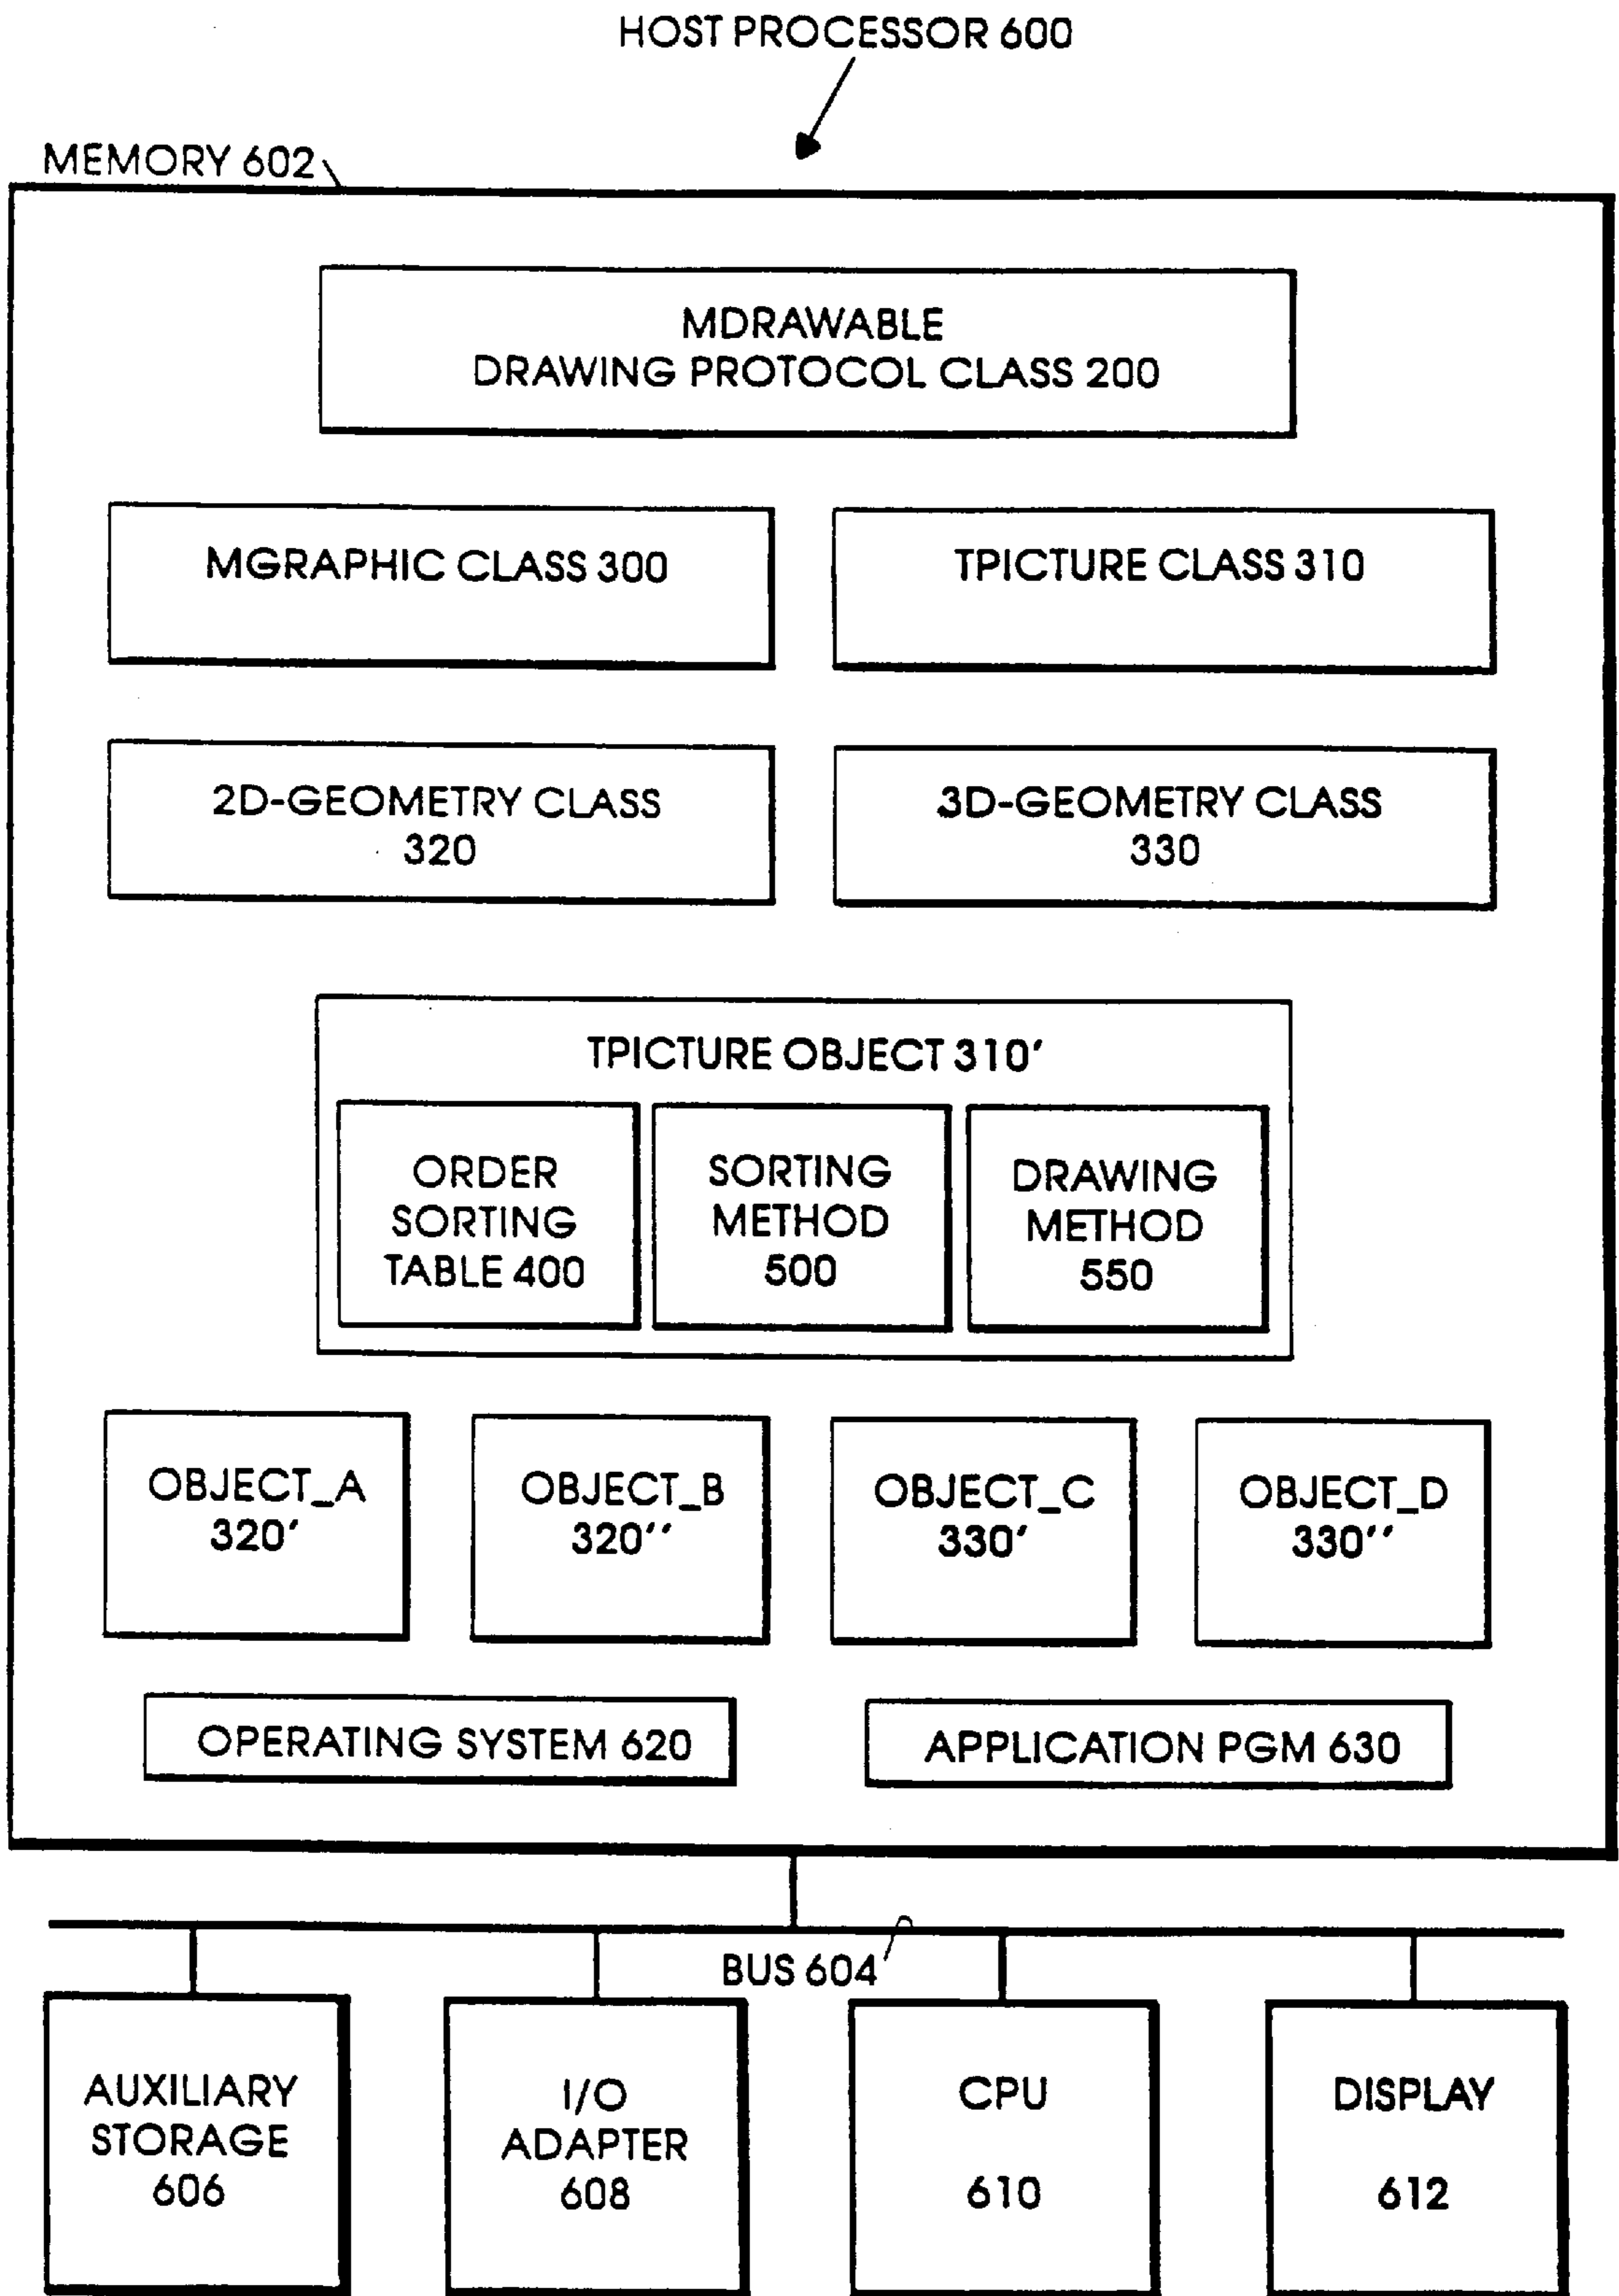 HOST PROCESSOR 600
MEMORY 602
MDRAWABLE
DRAWING PROTOCOL CLASS 200
MGRAPHIC CLASS 300
TPICTURE CLASS 310
2D-GEOMETRY CLASS
320
3D-GEOMETRY CLASS
330
TPICTURE OBJECT 310'
ORDER
SORTING
TABLE 400
SORTING
METHOD
500
DRAWING
METHOD
550
OBJECT_A
320'
OBJECT_B
320''
OBJECT_C
330'
OBJECT_D
330''
OPERATING SYSTEM 620
APPLICATION PGM 630
BUS 604
AUXILIARY
STORAGE
606
I/O
ADAPTER
608
CPU
610
DISPLAY
612